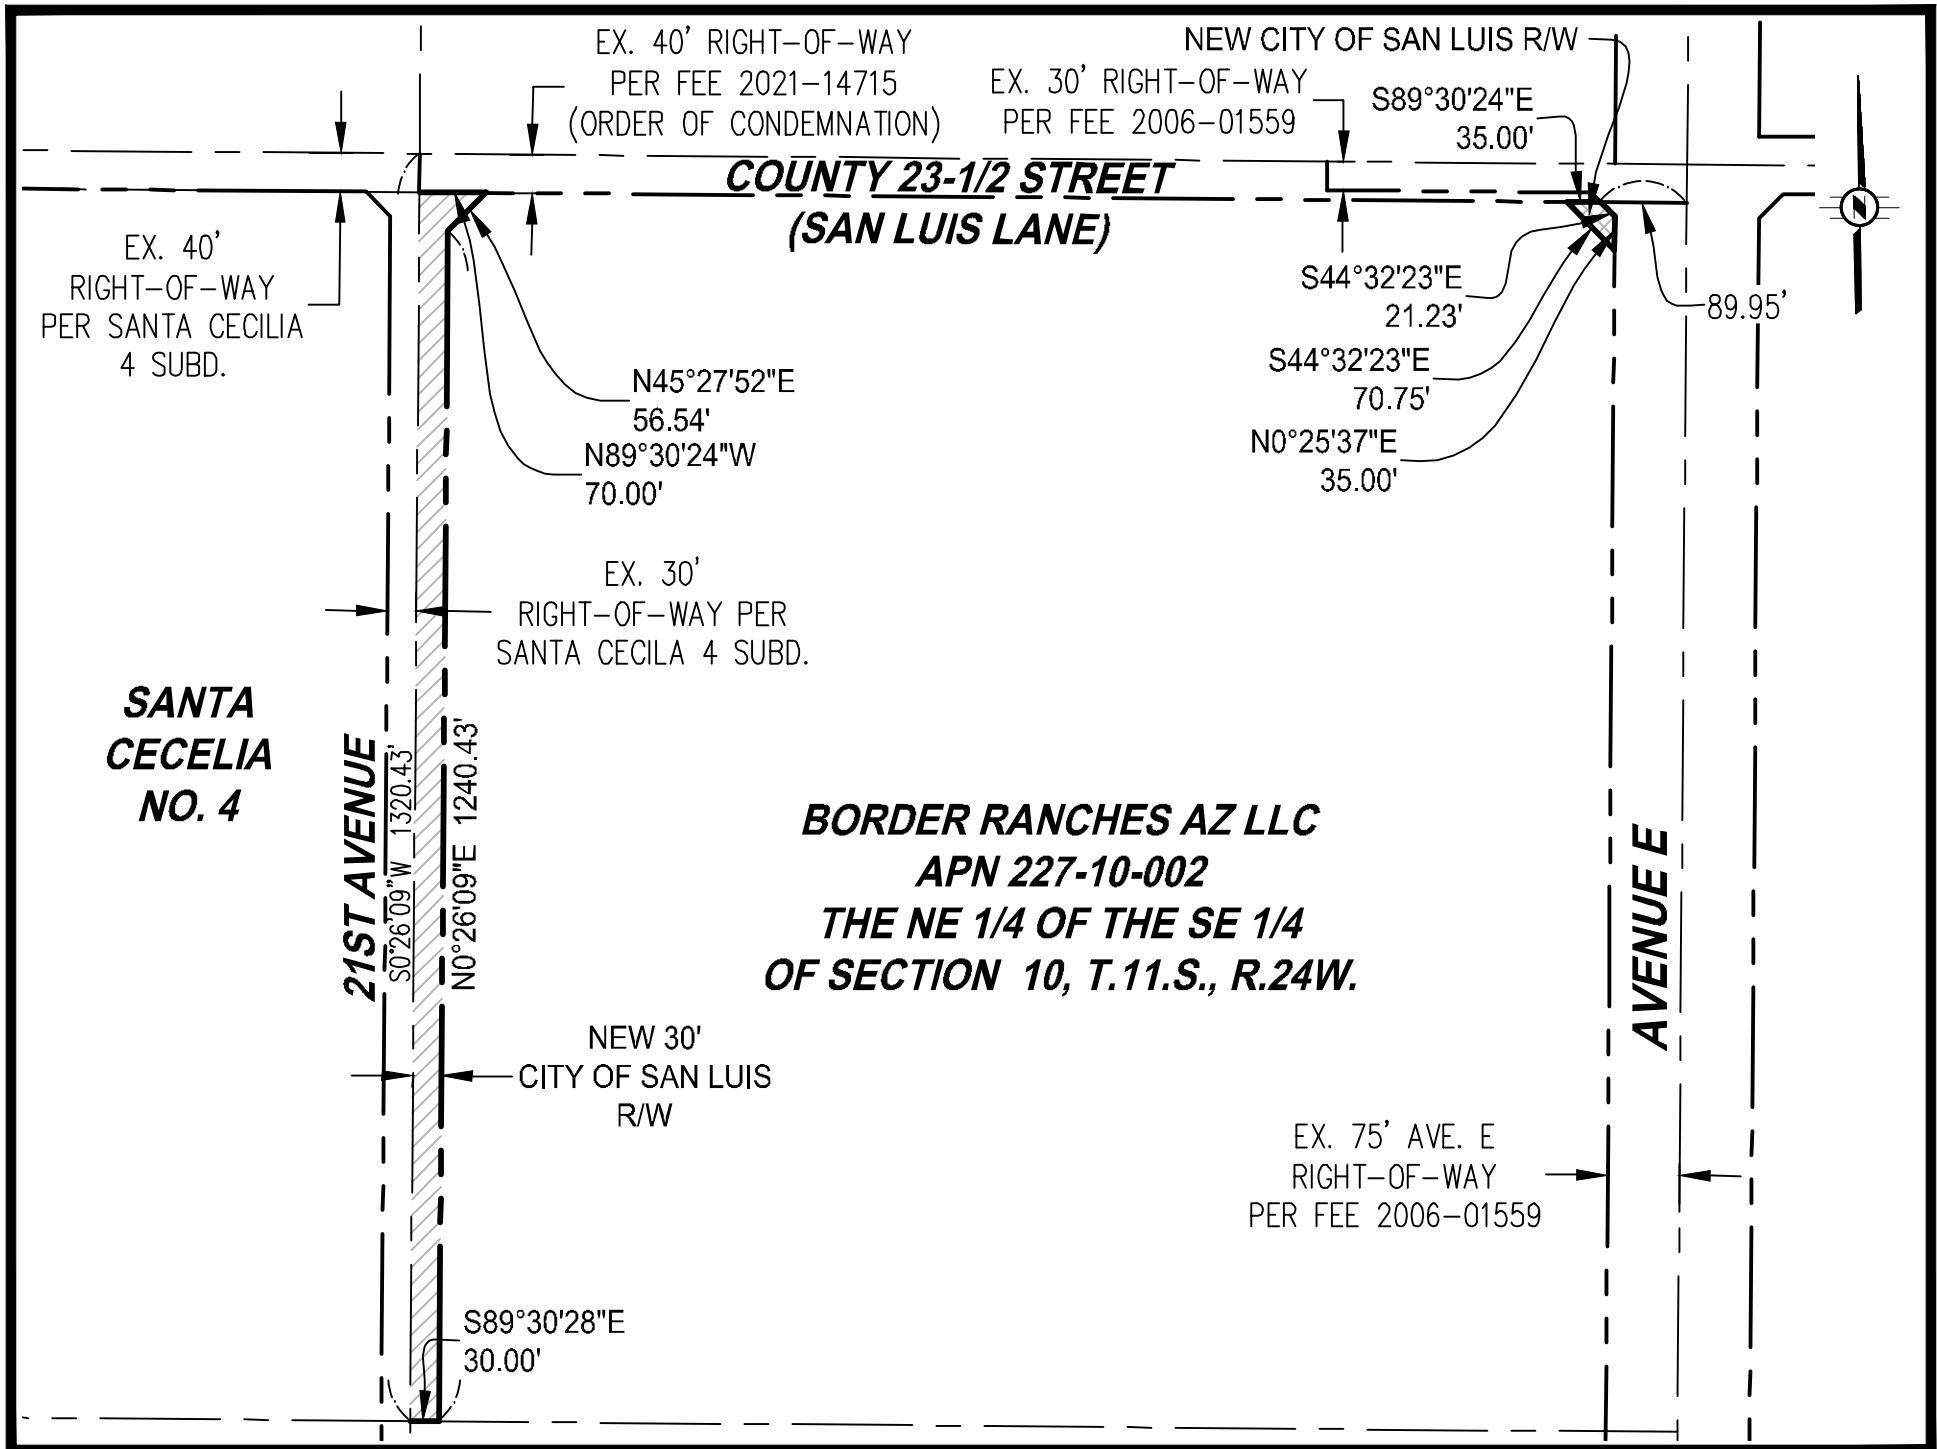 EX. 40' RIGHT-OF-WAY
PER FEE 2021-14715
(ORDER OF CONDEMNATION)
NEW CITY OF SAN LUIS R/W
EX. 30' RIGHT-OF-WAY
PER FEE 2006-01559
S89°30'24"E
35.00'
COUNTY 23-1/2 STREET
(SAN LUIS LANE)
N
EX. 40'
RIGHT-OF-WAY
PER SANTA CECILIA
4 SUBD.
S44°32'23"E
21.23'
89.95'
N45°27'52"E
56.54'
S44°32'23"E
70.75'
N89°30'24"W
70.00'
N0°25'37"E
35.00'
EX. 30'
RIGHT-OF-WAY PER
SANTA CECILA 4 SUBD.
SANTA
CECELIA
NO. 4
21ST AVENUE
S0°26'09"W 1320.43'
N0°26'09"E 1240.43'
BORDER RANCHES AZ LLC
APN 227-10-002
THE NE 1/4 OF THE SE 1/4
OF SECTION 10, T.11.S., R.24W.
AVENUE E
NEW 30'
CITY OF SAN LUIS
R/W
EX. 75' AVE. E
RIGHT-OF-WAY
PER FEE 2006-01559
S89°30'28"E
30.00'